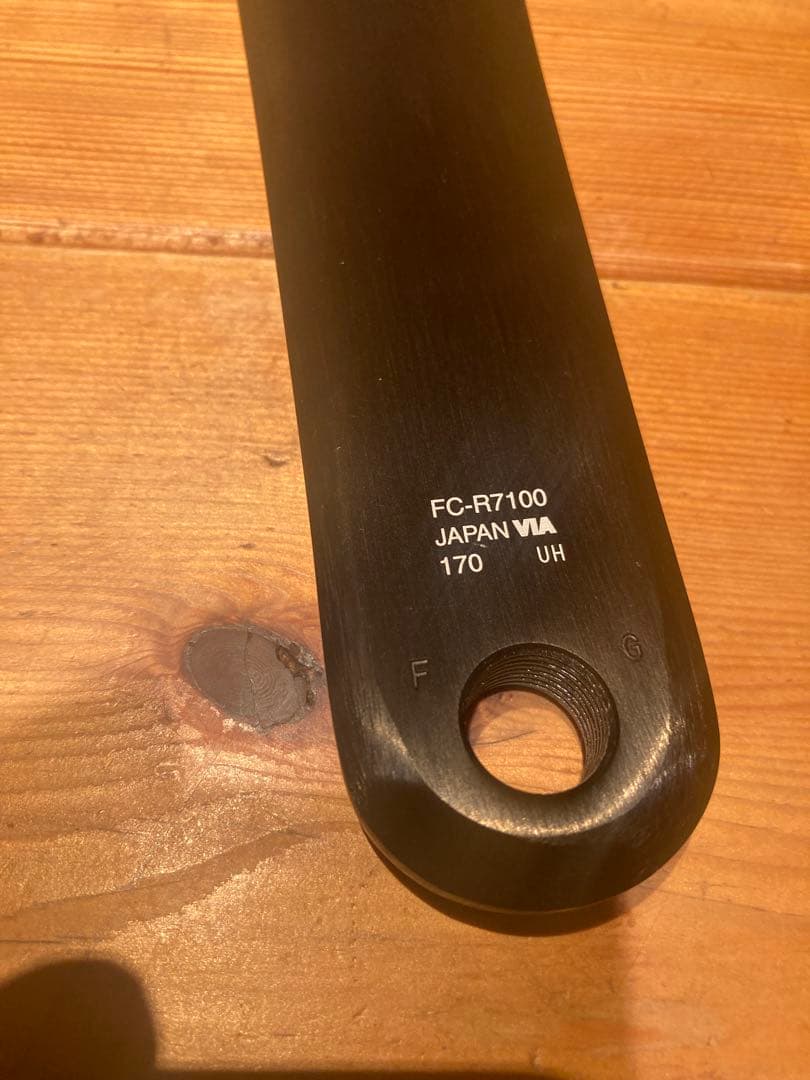 FC-R7100
JAPAN VIA
170 UH
F G